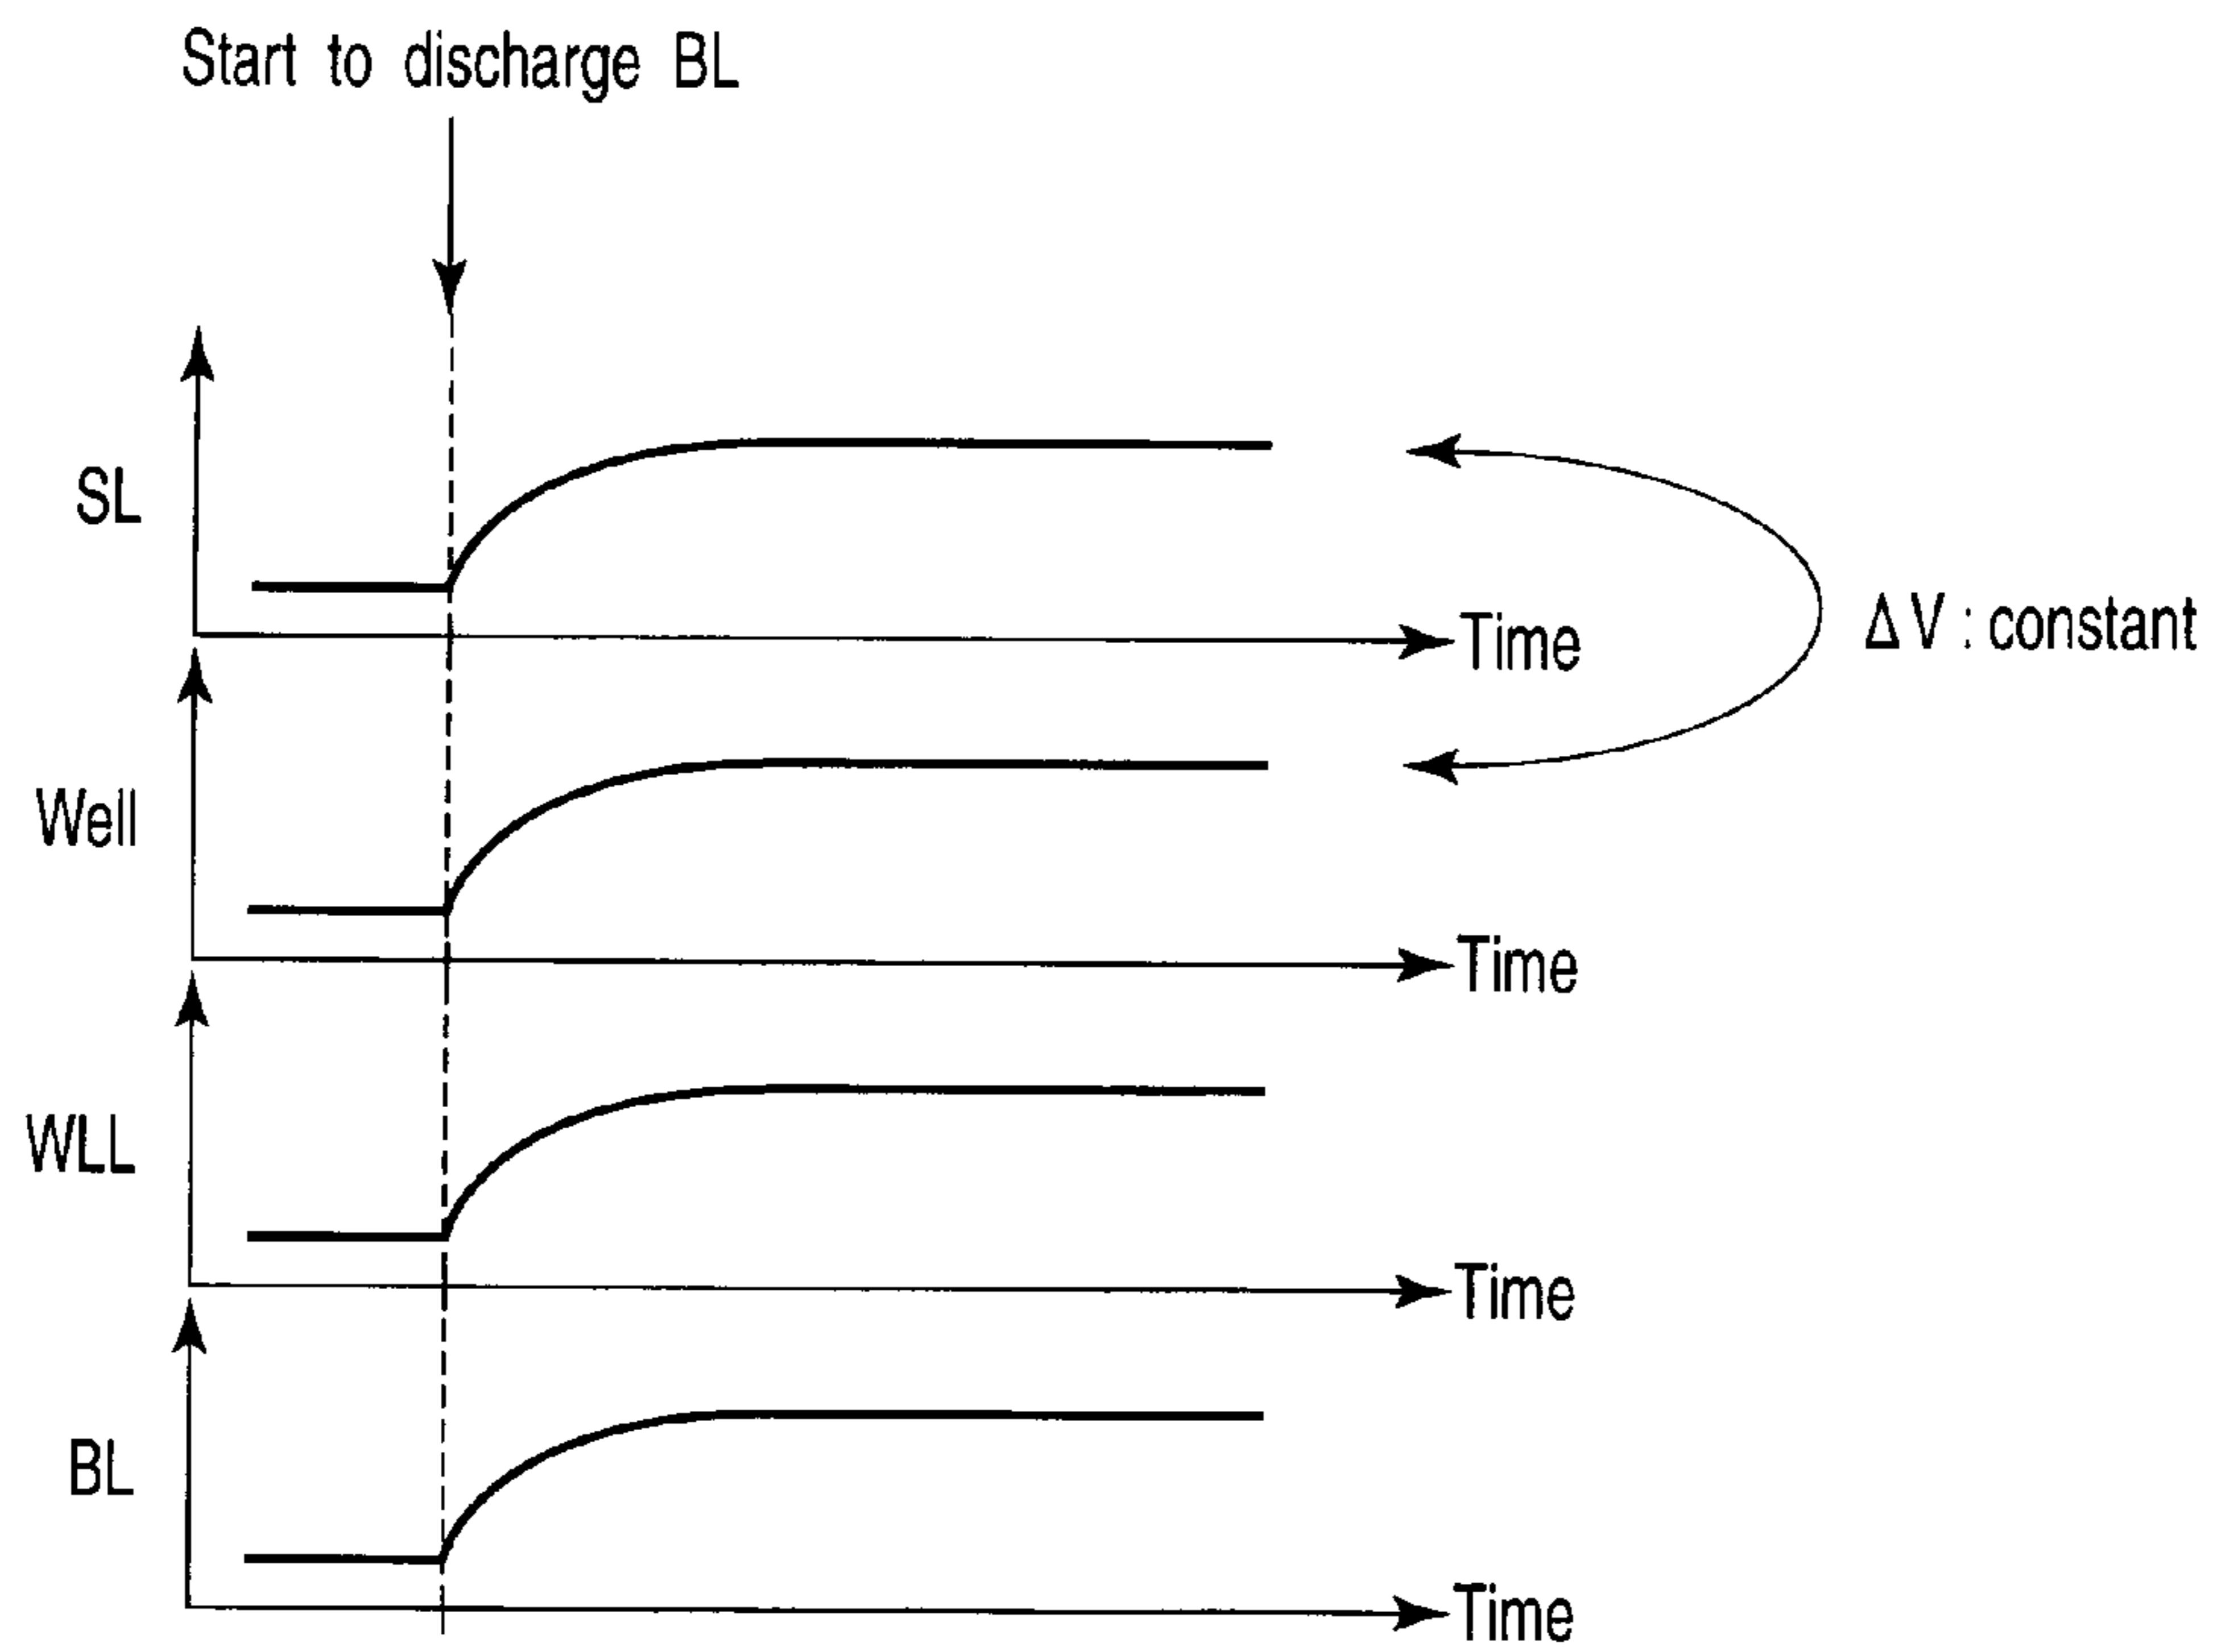 Start to discharge BL
SL
Time
ΔV : constant
Well
Time
WLL
Time
BL
Time